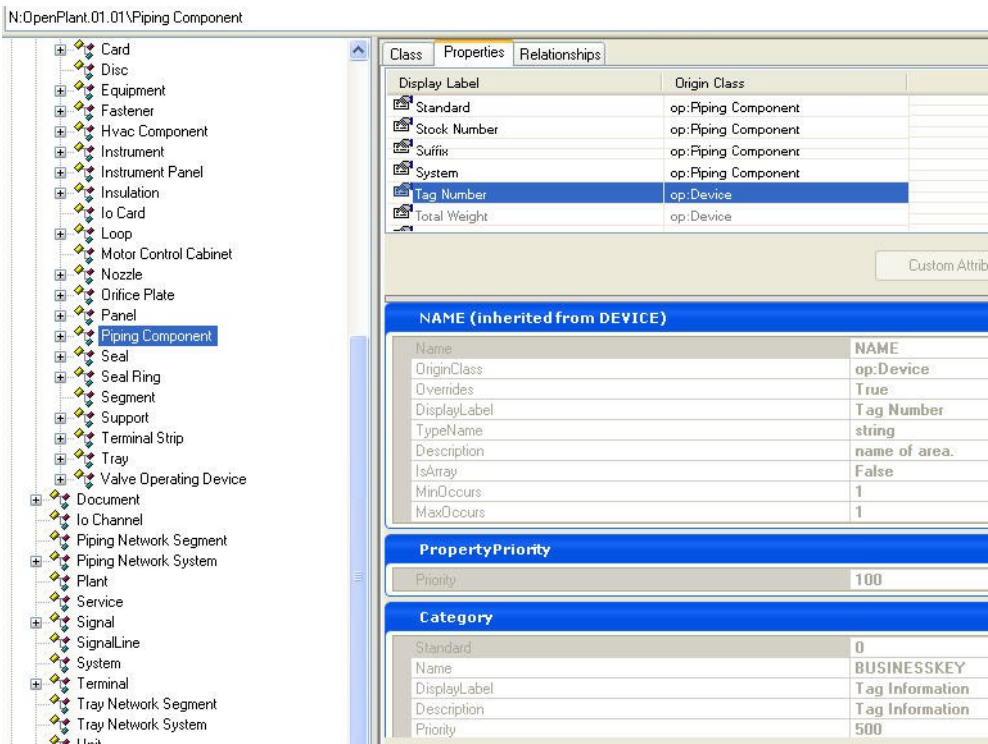 N:OpenPlant.01.01\Piping Component
Card
Disc
Equipment
Fastener
Hvac Component
Instrument
Instrument Panel
Insulation
Io Card
Loop
Motor Control Cabinet
Nozzle
Orifice Plate
Panel
Piping Component
Seal
Seal Ring
Segment
Support
Terminal Strip
Tray
Valve Operating Device
Document
Io Channel
Piping Network Segment
Piping Network System
Plant
Service
Signal
SignalLine
System
Terminal
Tray Network Segment
Tray Network System
Unit
Class Properties Relationships
Display Label Origin Class
Standard op:Piping Component
Stock Number op:Piping Component
Suffix op:Piping Component
System op:Piping Component
Tag Number op:Device
Total Weight op:Device
Custom Attrib
NAME (inherited from DEVICE)
Name NAME
OriginClass op:Device
Overrides True
DisplayLabel Tag Number
TypeName string
Description name of area.
IsArray False
MinOccurs 1
MaxOccurs 1
PropertyPriority
Priority 100
Category
Standard 0
Name BUSINESSKEY
DisplayLabel Tag Information
Description Tag Information
Priority 500